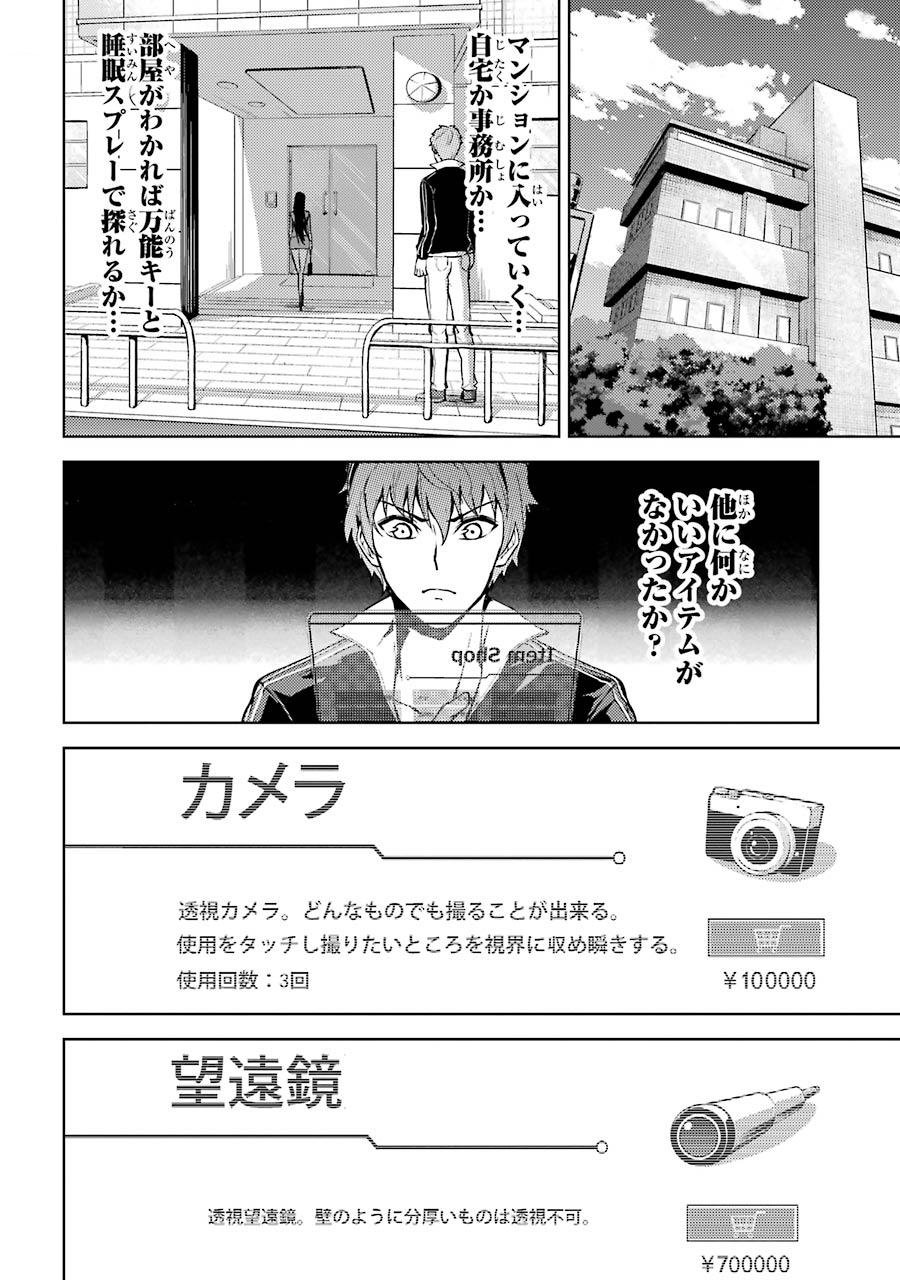 マンションに入っていく…
自宅か事務所か…
部屋がわかれば万能キーと
睡眠スプレーで探れるか…
他に何か
いいアイテムが
なかったか?
Item Shop
カメラ
透視カメラ。どんなものでも撮ることが出来る。
使用をタッチし撮りたいところを視界に収め瞬きする。
使用回数：3回
¥100000
望遠鏡
透視望遠鏡。壁のように分厚いものは透視不可。
¥700000